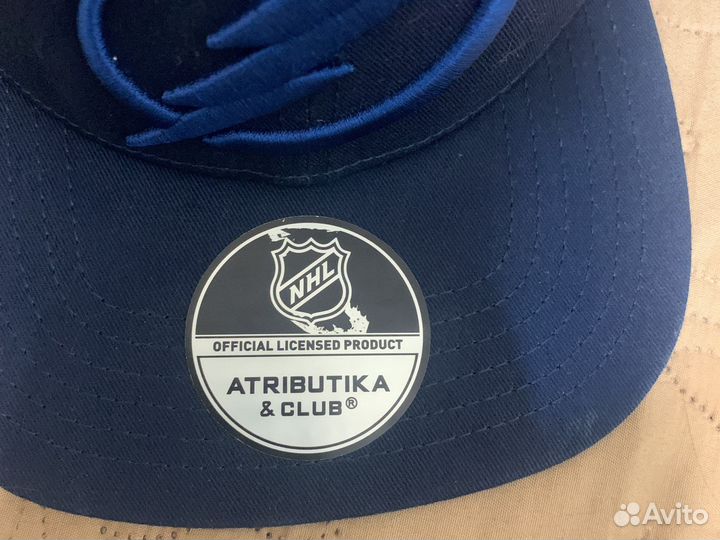 NHL
OFFICIAL LICENSED PRODUCT
ATRIBUTIKA
& CLUB®
Avito